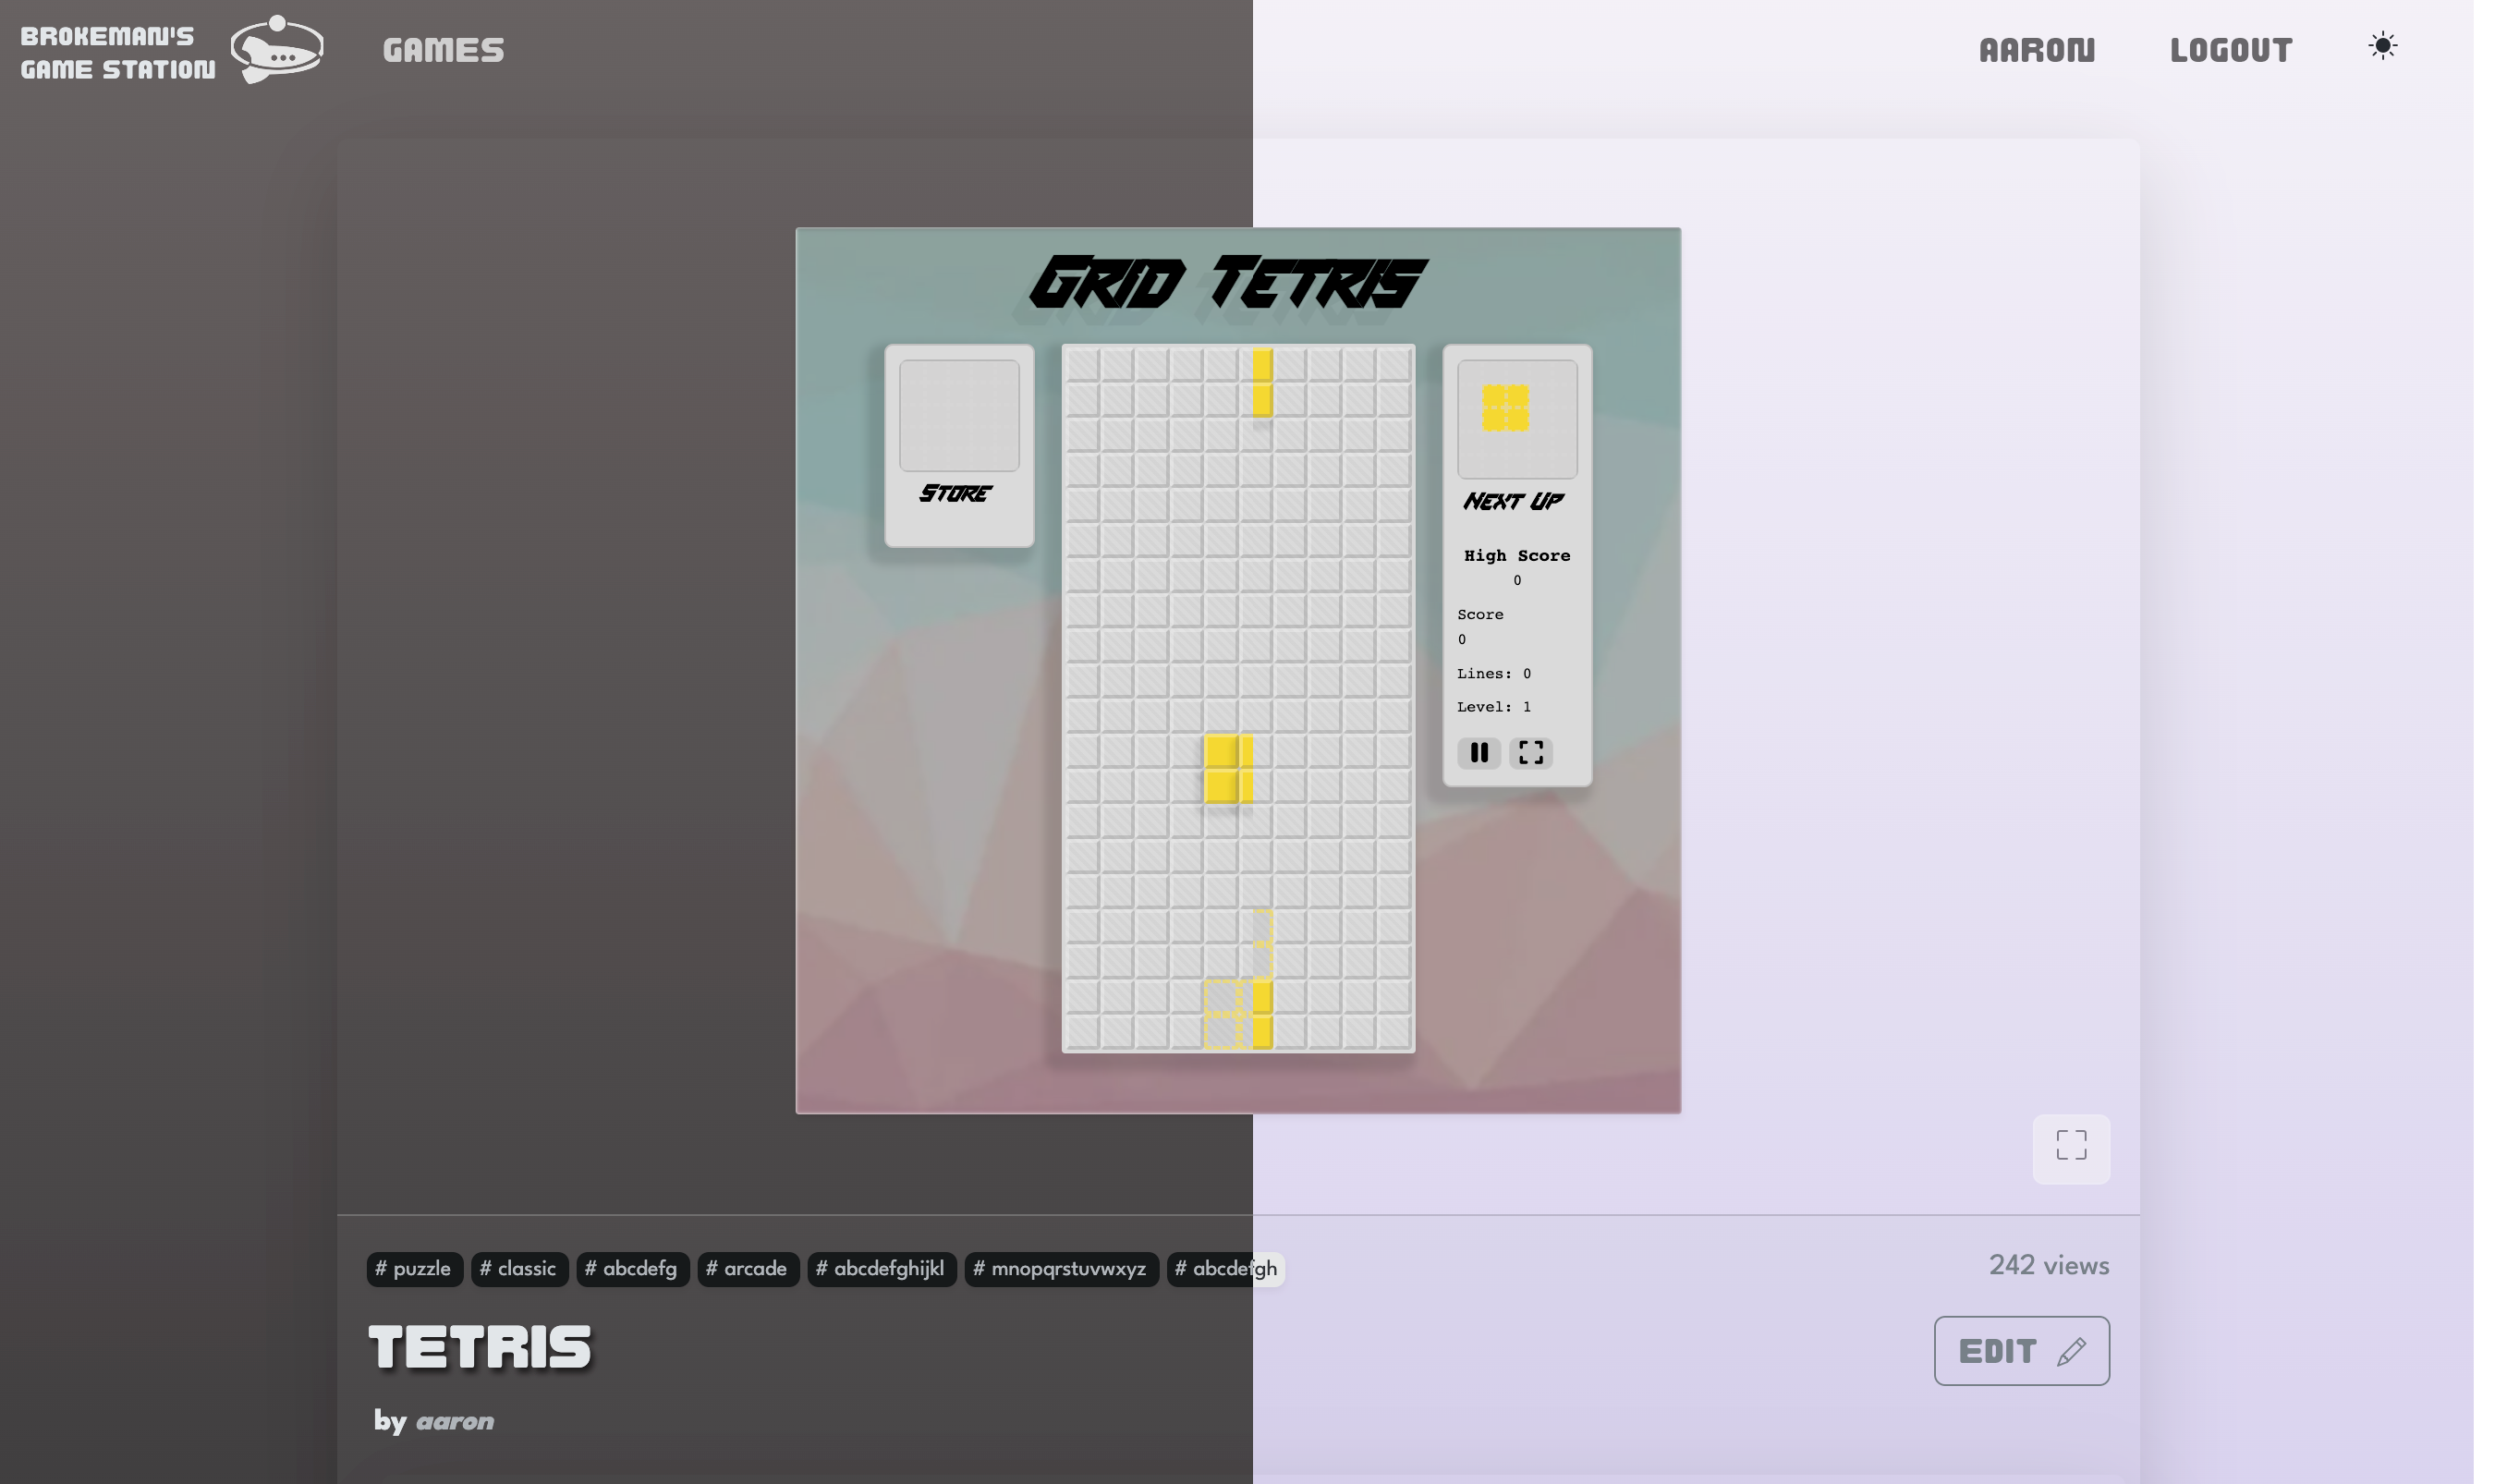 BROKEMAN'S
GAME STATION
GAMES
AARON
LOGOUT
GRID TETRIS
STORE
NEXT UP
High Score
0
Score
0
Lines: 0
Level: 1
# puzzle
# classic
# abcdefg
# arcade
# abcdefghijkl
# mnopqrstuvwxyz
# abcdefgh
242 views
TETRIS
EDIT
by aaron